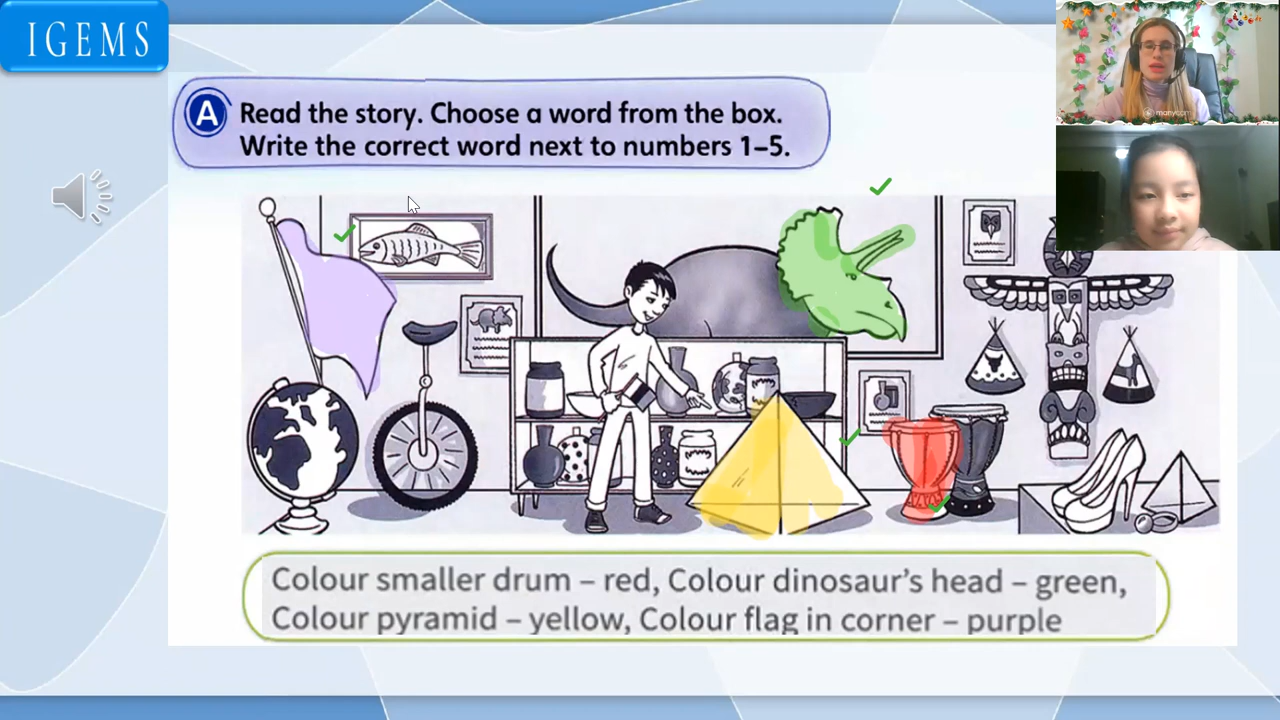 IGEMS
A Read the story. Choose a word from the box.
Write the correct word next to numbers 1–5.
Colour smaller drum – red, Colour dinosaur's head – green,
Colour pyramid – yellow, Colour flag in corner – purple
manycam